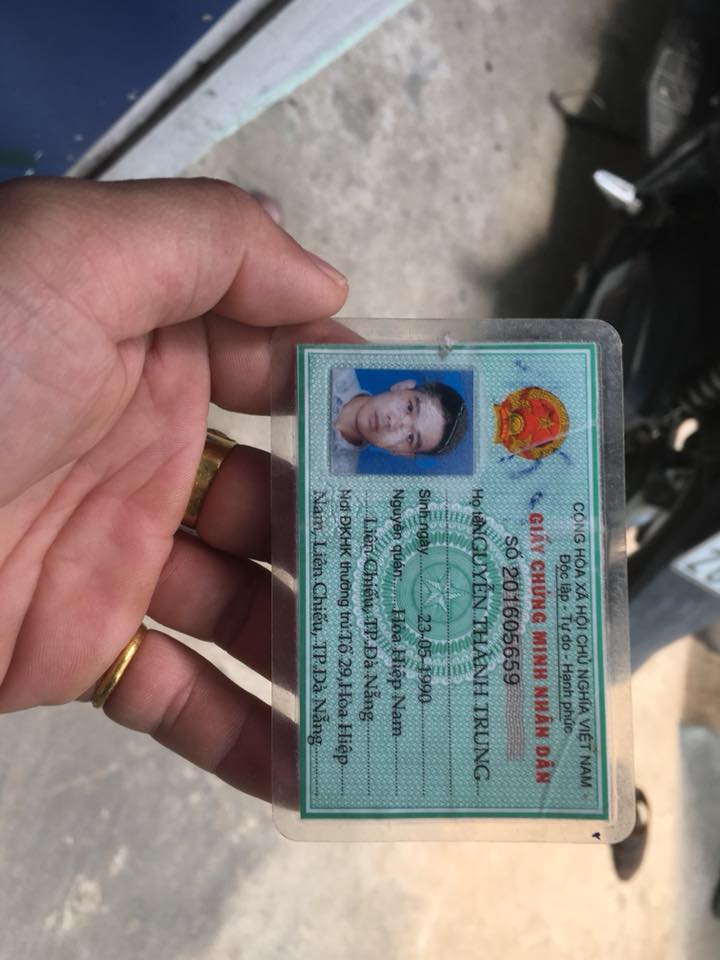 CỘNG HÒA XÃ HỘI CHỦ NGHĨA VIỆT NAM
Độc lập - Tự do - Hạnh phúc
GIẤY CHỨNG MINH NHÂN DÂN
SỐ 201605659
Họ tên NGUYỄN THÀNH TRUNG
Sinh ngày 23-05-1990
Nguyên quán: Hòa Hiệp Nam
Liên Chiểu, TP.Đà Nẵng
Nơi ĐKHK thường trú: Tổ 29,Hòa Hiệp
Nam, Liên Chiểu, TP.Đà Nẵng